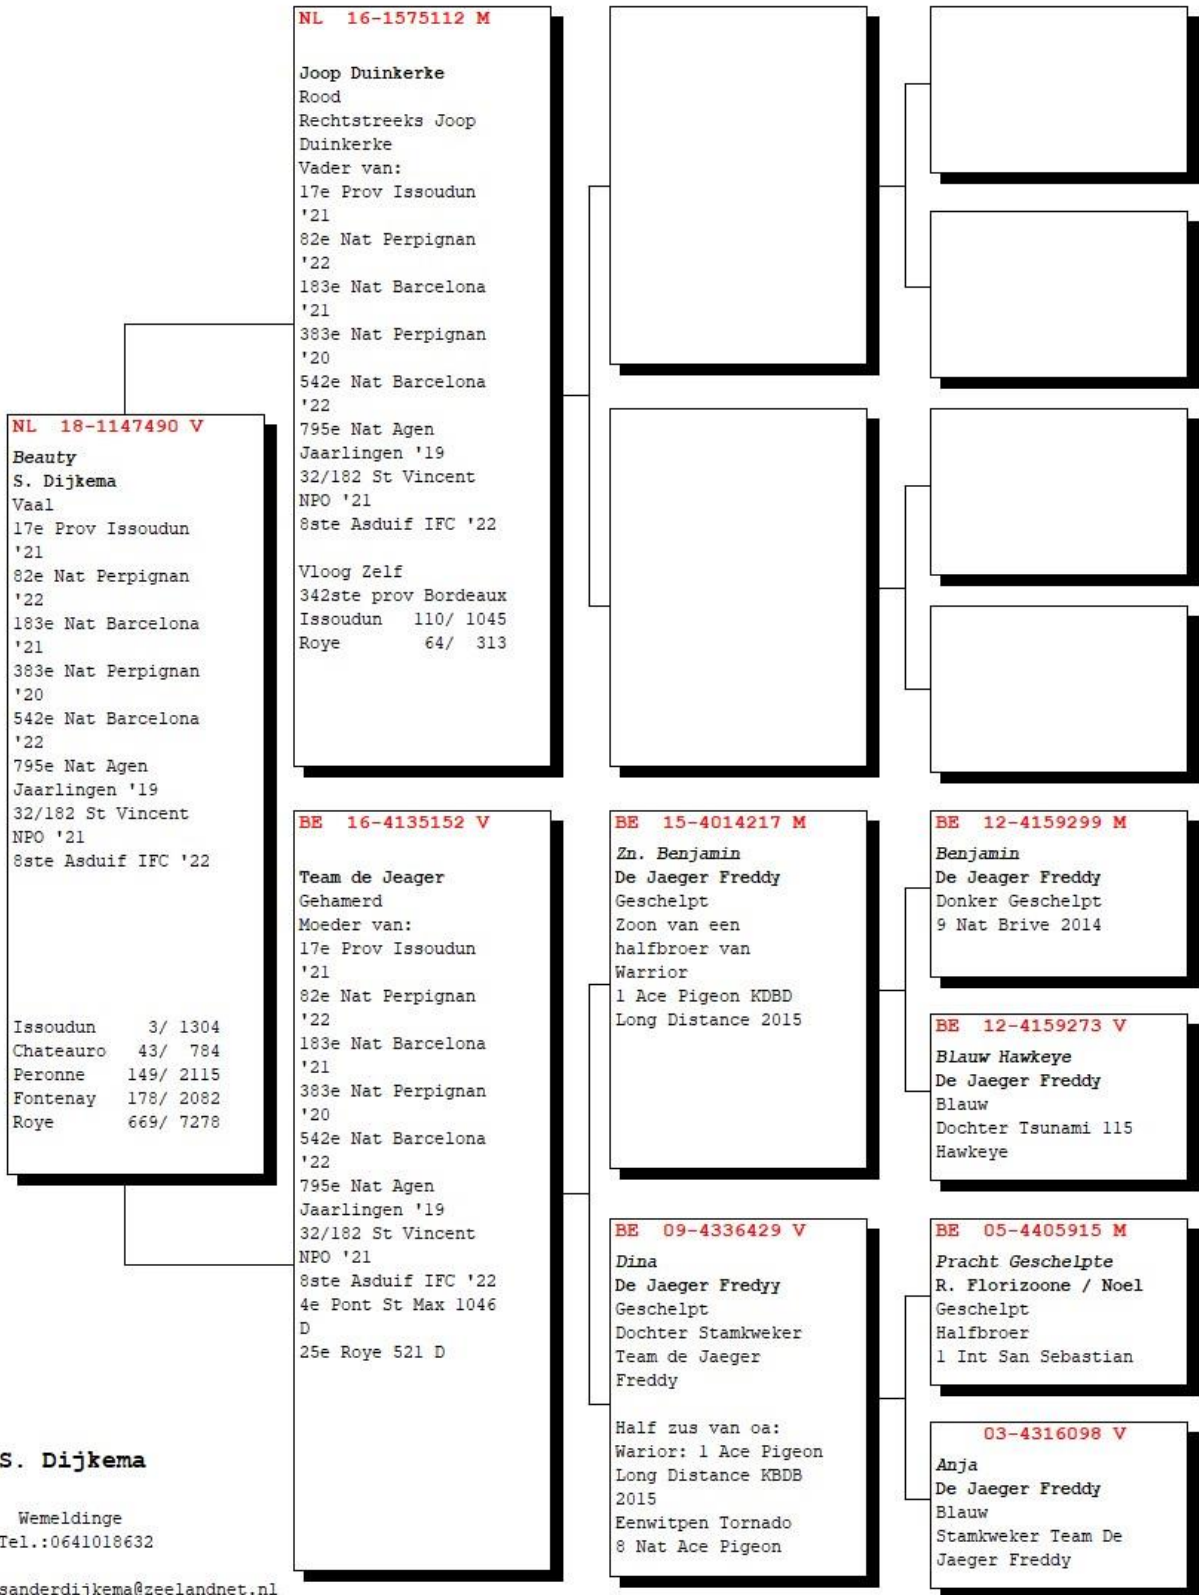 NL 18-1147490 V
Beauty
S. Dijkema
Vaal
17e Prov Issoudun
'21
82e Nat Perpignan
'22
183e Nat Barcelona
'21
383e Nat Perpignan
'20
542e Nat Barcelona
'22
795e Nat Agen
Jaarlingen '19
32/182 St Vincent
NPO '21
8ste Asduif IFC '22
Issoudun 3/ 1304
Chateauro 43/ 784
Peronne 149/ 2115
Fontenay 178/ 2082
Roye 669/ 7278
S. Dijkema
Wemeldinge
Tel.:0641018632
sanderdijkema@zeelandnet.nl
NL 16-1575112 M
Joop Duinkerke
Rood
Rechtstreeks Joop
Duinkerke
Vader van:
17e Prov Issoudun
'21
82e Nat Perpignan
'22
183e Nat Barcelona
'21
383e Nat Perpignan
'20
542e Nat Barcelona
'22
795e Nat Agen
Jaarlingen '19
32/182 St Vincent
NPO '21
8ste Asduif IFC '22
Vloog Zelf
342ste prov Bordeaux
Issoudun 110/ 1045
Roye 64/ 313
BE 16-4135152 V
Team de Jeager
Gehamerd
Moeder van:
17e Prov Issoudun
'21
82e Nat Perpignan
'22
183e Nat Barcelona
'21
383e Nat Perpignan
'20
542e Nat Barcelona
'22
795e Nat Agen
Jaarlingen '19
32/182 St Vincent
NPO '21
8ste Asduif IFC '22
4e Pont St Max 1046
D
25e Roye 521 D
BE 15-4014217 M
Zn. Benjamin
De Jaeger Freddy
Geschelpt
Zoon van een
halfbroer van
Warrior
1 Ace Pigeon KDBD
Long Distance 2015
BE 09-4336429 V
Dina
De Jaeger Fredyy
Geschelpt
Dochter Stamkweker
Team de Jaeger
Freddy
Half zus van oa:
Warior: 1 Ace Pigeon
Long Distance KBDB
2015
Eenwitpen Tornado
8 Nat Ace Pigeon
BE 12-4159299 M
Benjamin
De Jeager Freddy
Donker Geschelpt
9 Nat Brive 2014
BE 12-4159273 V
Blauw Hawkeye
De Jaeger Freddy
Blauw
Dochter Tsunami 115
Hawkeye
BE 05-4405915 M
Pracht Geschelpte
R. Florizoone / Noel
Geschelpt
Halfbroer
1 Int San Sebastian
03-4316098 V
Anja
De Jaeger Freddy
Blauw
Stamkweker Team De
Jaeger Freddy